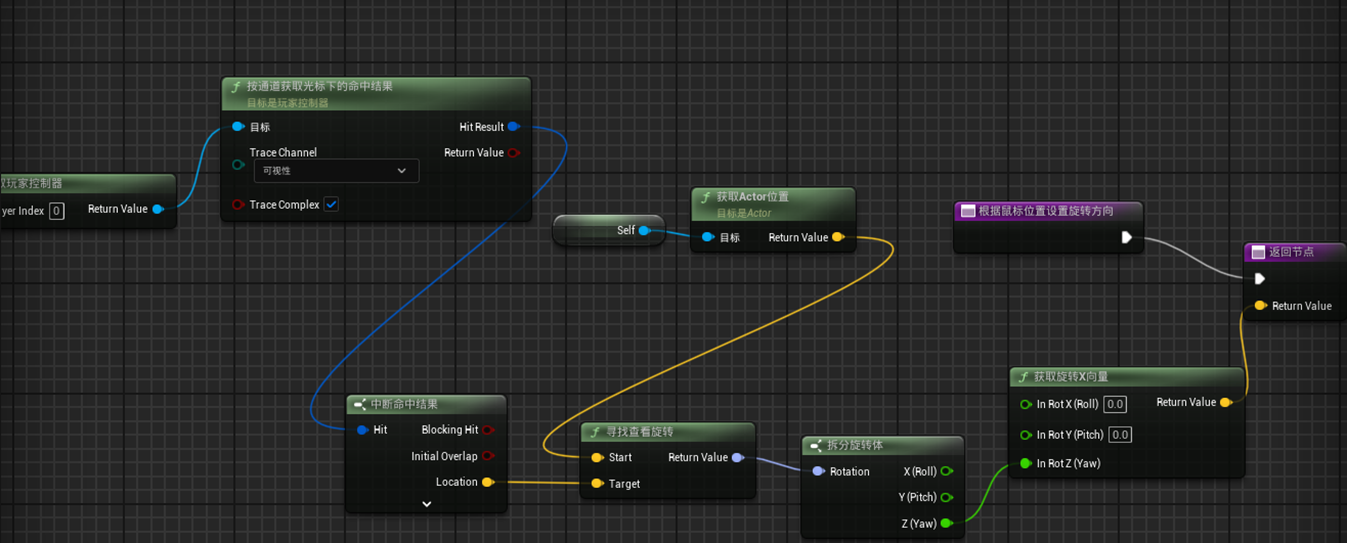 按通道获取光标下的命中结果
目标是玩家控制器
目标
Hit Result
Trace Channel
Return Value
可视性
Trace Complex
玩家控制器
yer Index 0
Return Value
Self
获取Actor位置
目标是Actor
目标
Return Value
根据鼠标位置设置旋转方向
返回节点
Return Value
中断命中结果
Hit
Blocking Hit
Initial Overlap
Location
寻找查看旋转
Start
Return Value
Target
拆分旋转体
Rotation
X (Roll)
Y (Pitch)
Z (Yaw)
获取旋转X向量
In Rot X (Roll) 0.0
Return Value
In Rot Y (Pitch) 0.0
In Rot Z (Yaw)